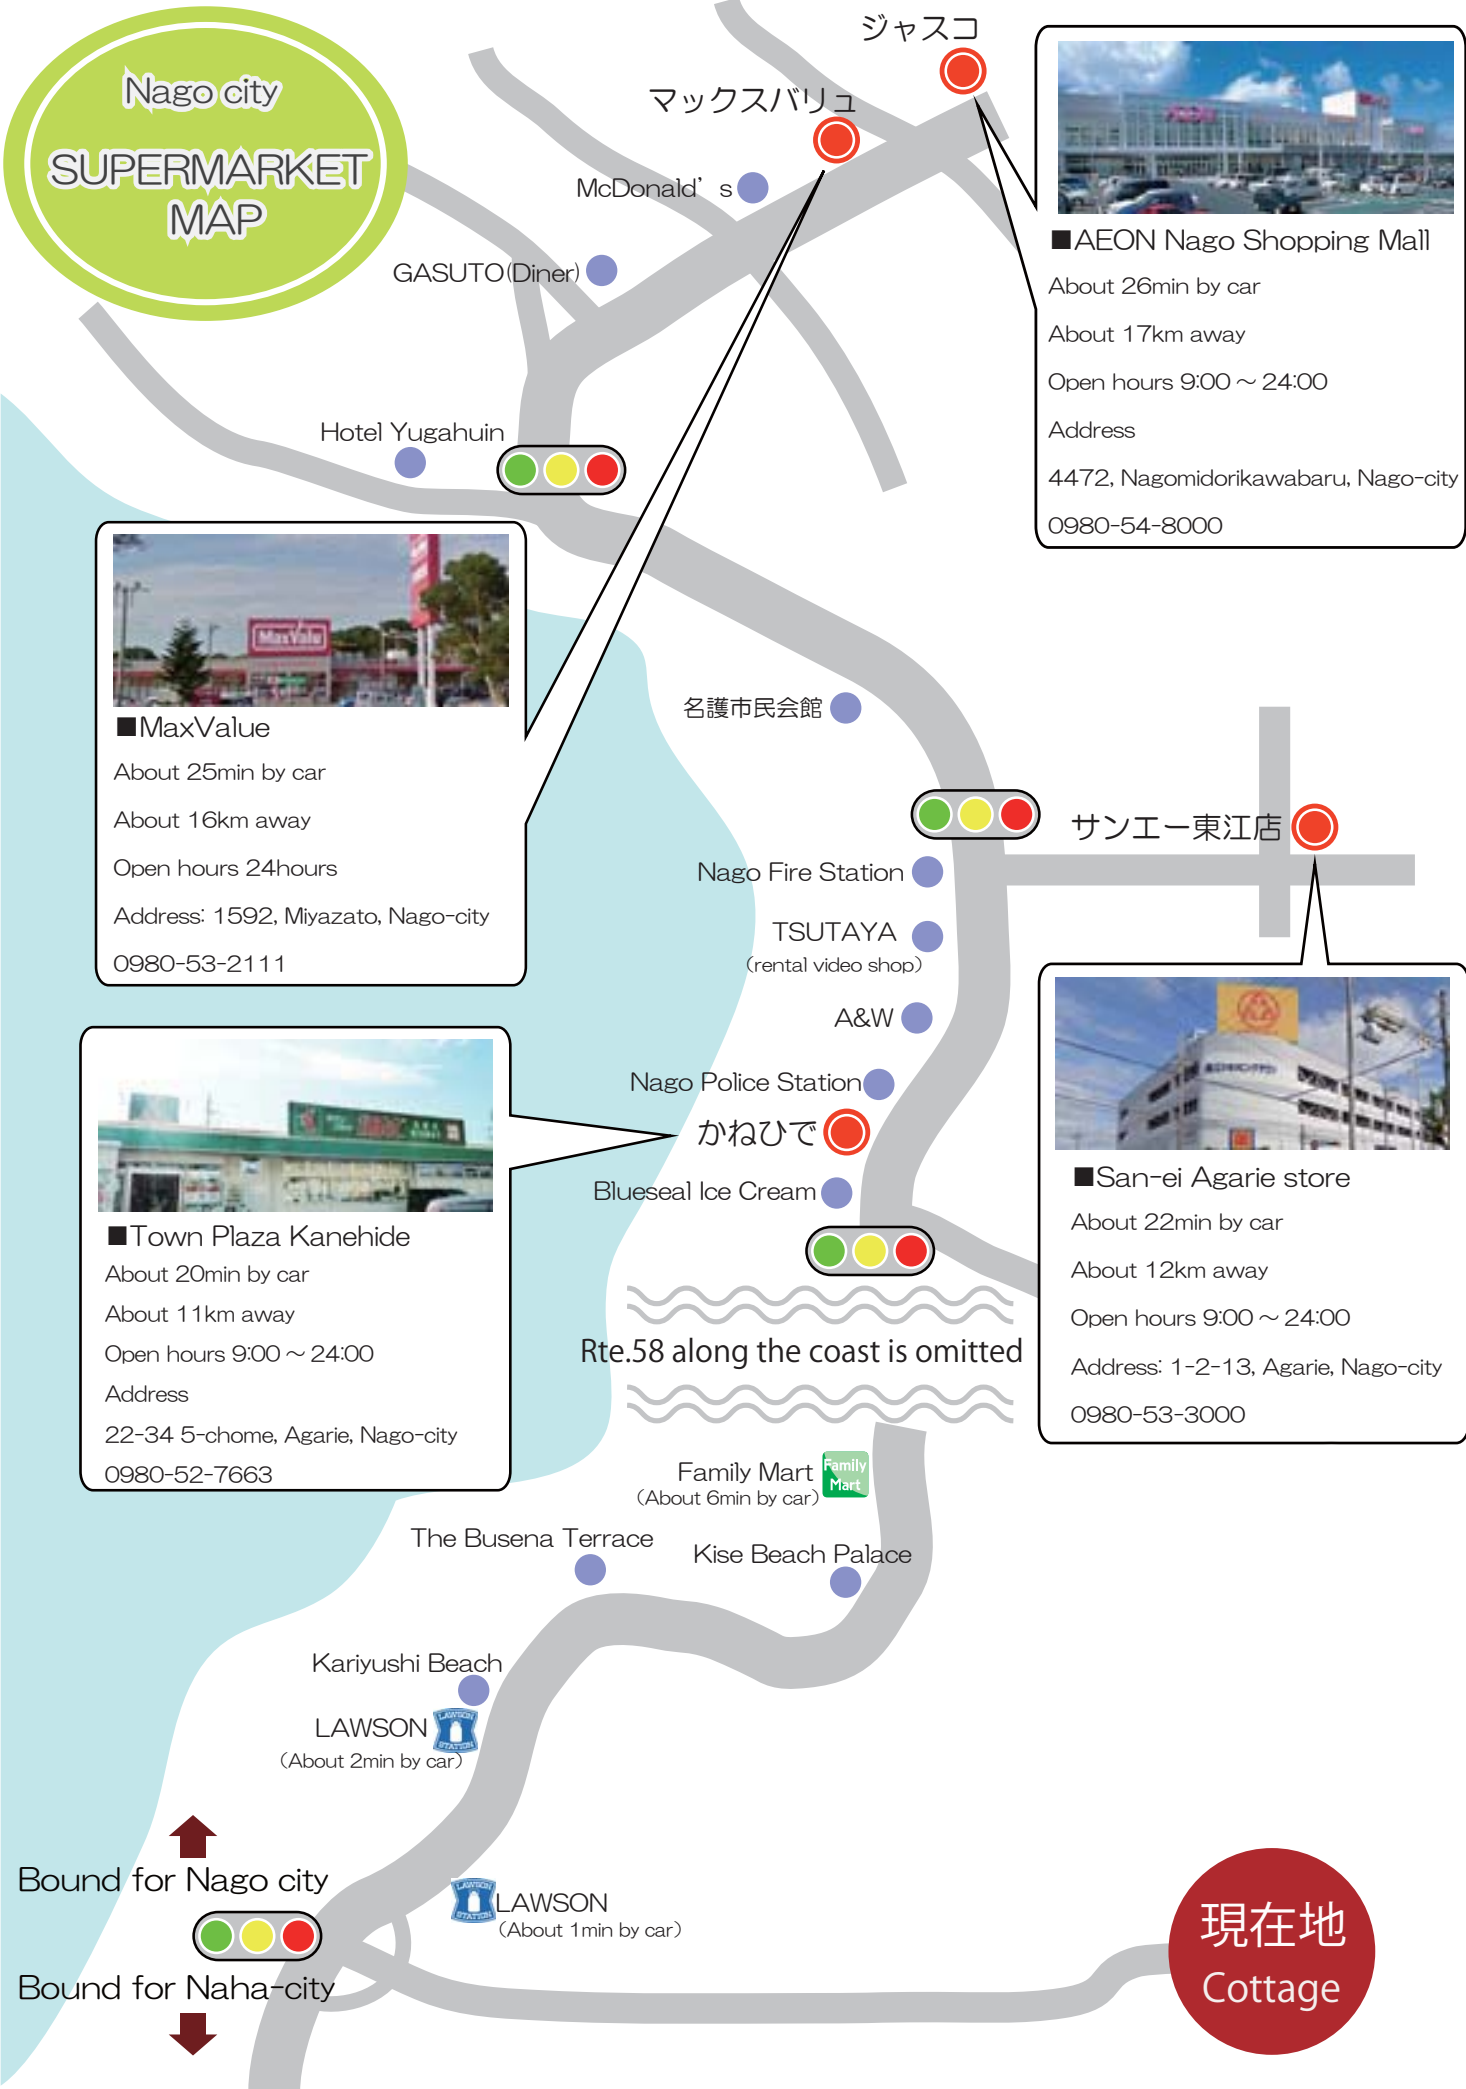 Nago city
SUPERMARKET
MAP
ジャスコ
マックスバリュ
McDonald’s
GASUTO(Diner)
Hotel Yugahuin
■AEON Nago Shopping Mall
About 26min by car
About 17km away
Open hours 9:00～24:00
Address
4472, Nagomidorikawabaru, Nago-city
0980-54-8000
MaxValu
■MaxValue
About 25min by car
About 16km away
Open hours 24hours
Address: 1592, Miyazato, Nago-city
0980-53-2111
名護市民会館
サンエー東江店
Nago Fire Station
TSUTAYA
(rental video shop)
A&W
Nago Police Station
かねひで
Blueseal Ice Cream
■Town Plaza Kanehide
About 20min by car
About 11km away
Open hours 9:00～24:00
Address
22-34 5-chome, Agarie, Nago-city
0980-52-7663
■San-ei Agarie store
About 22min by car
About 12km away
Open hours 9:00～24:00
Address: 1-2-13, Agarie, Nago-city
0980-53-3000
Rte.58 along the coast is omitted
Family Mart
(About 6min by car)
Family
Mart
The Busena Terrace
Kise Beach Palace
Kariyushi Beach
LAWSON
(About 2min by car)
LAWSON
STATION
Bound for Nago city
LAWSON
STATION
LAWSON
(About 1min by car)
Bound for Naha-city
現在地
Cottage